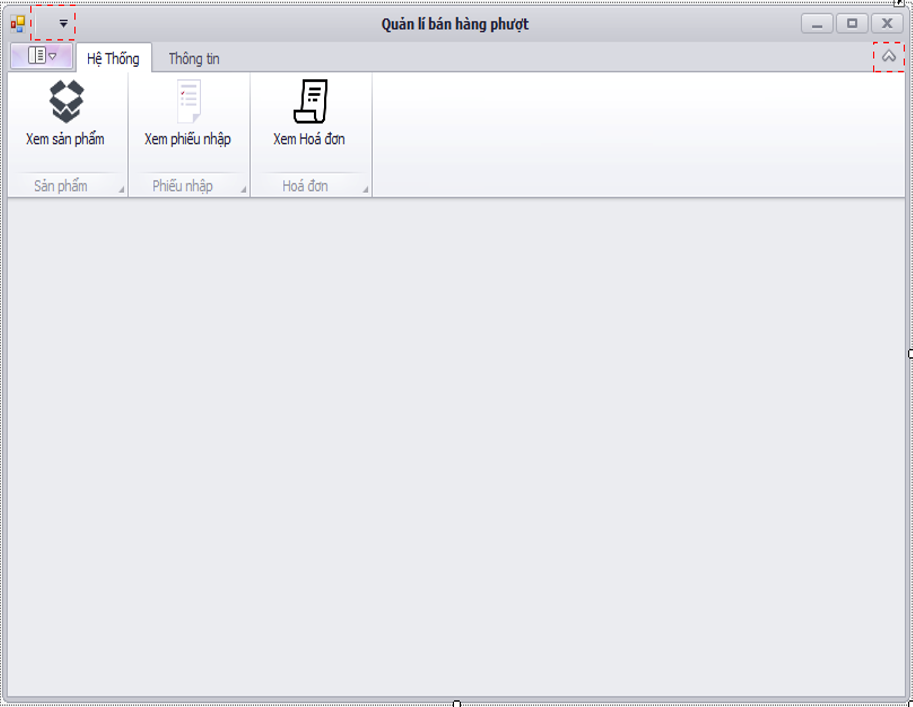 Quản lí bán hàng phượt
Hệ Thống Thông tin
Xem sản phẩm Xem phiếu nhập Xem Hoá đơn
Sản phẩm Phiếu nhập Hoá đơn